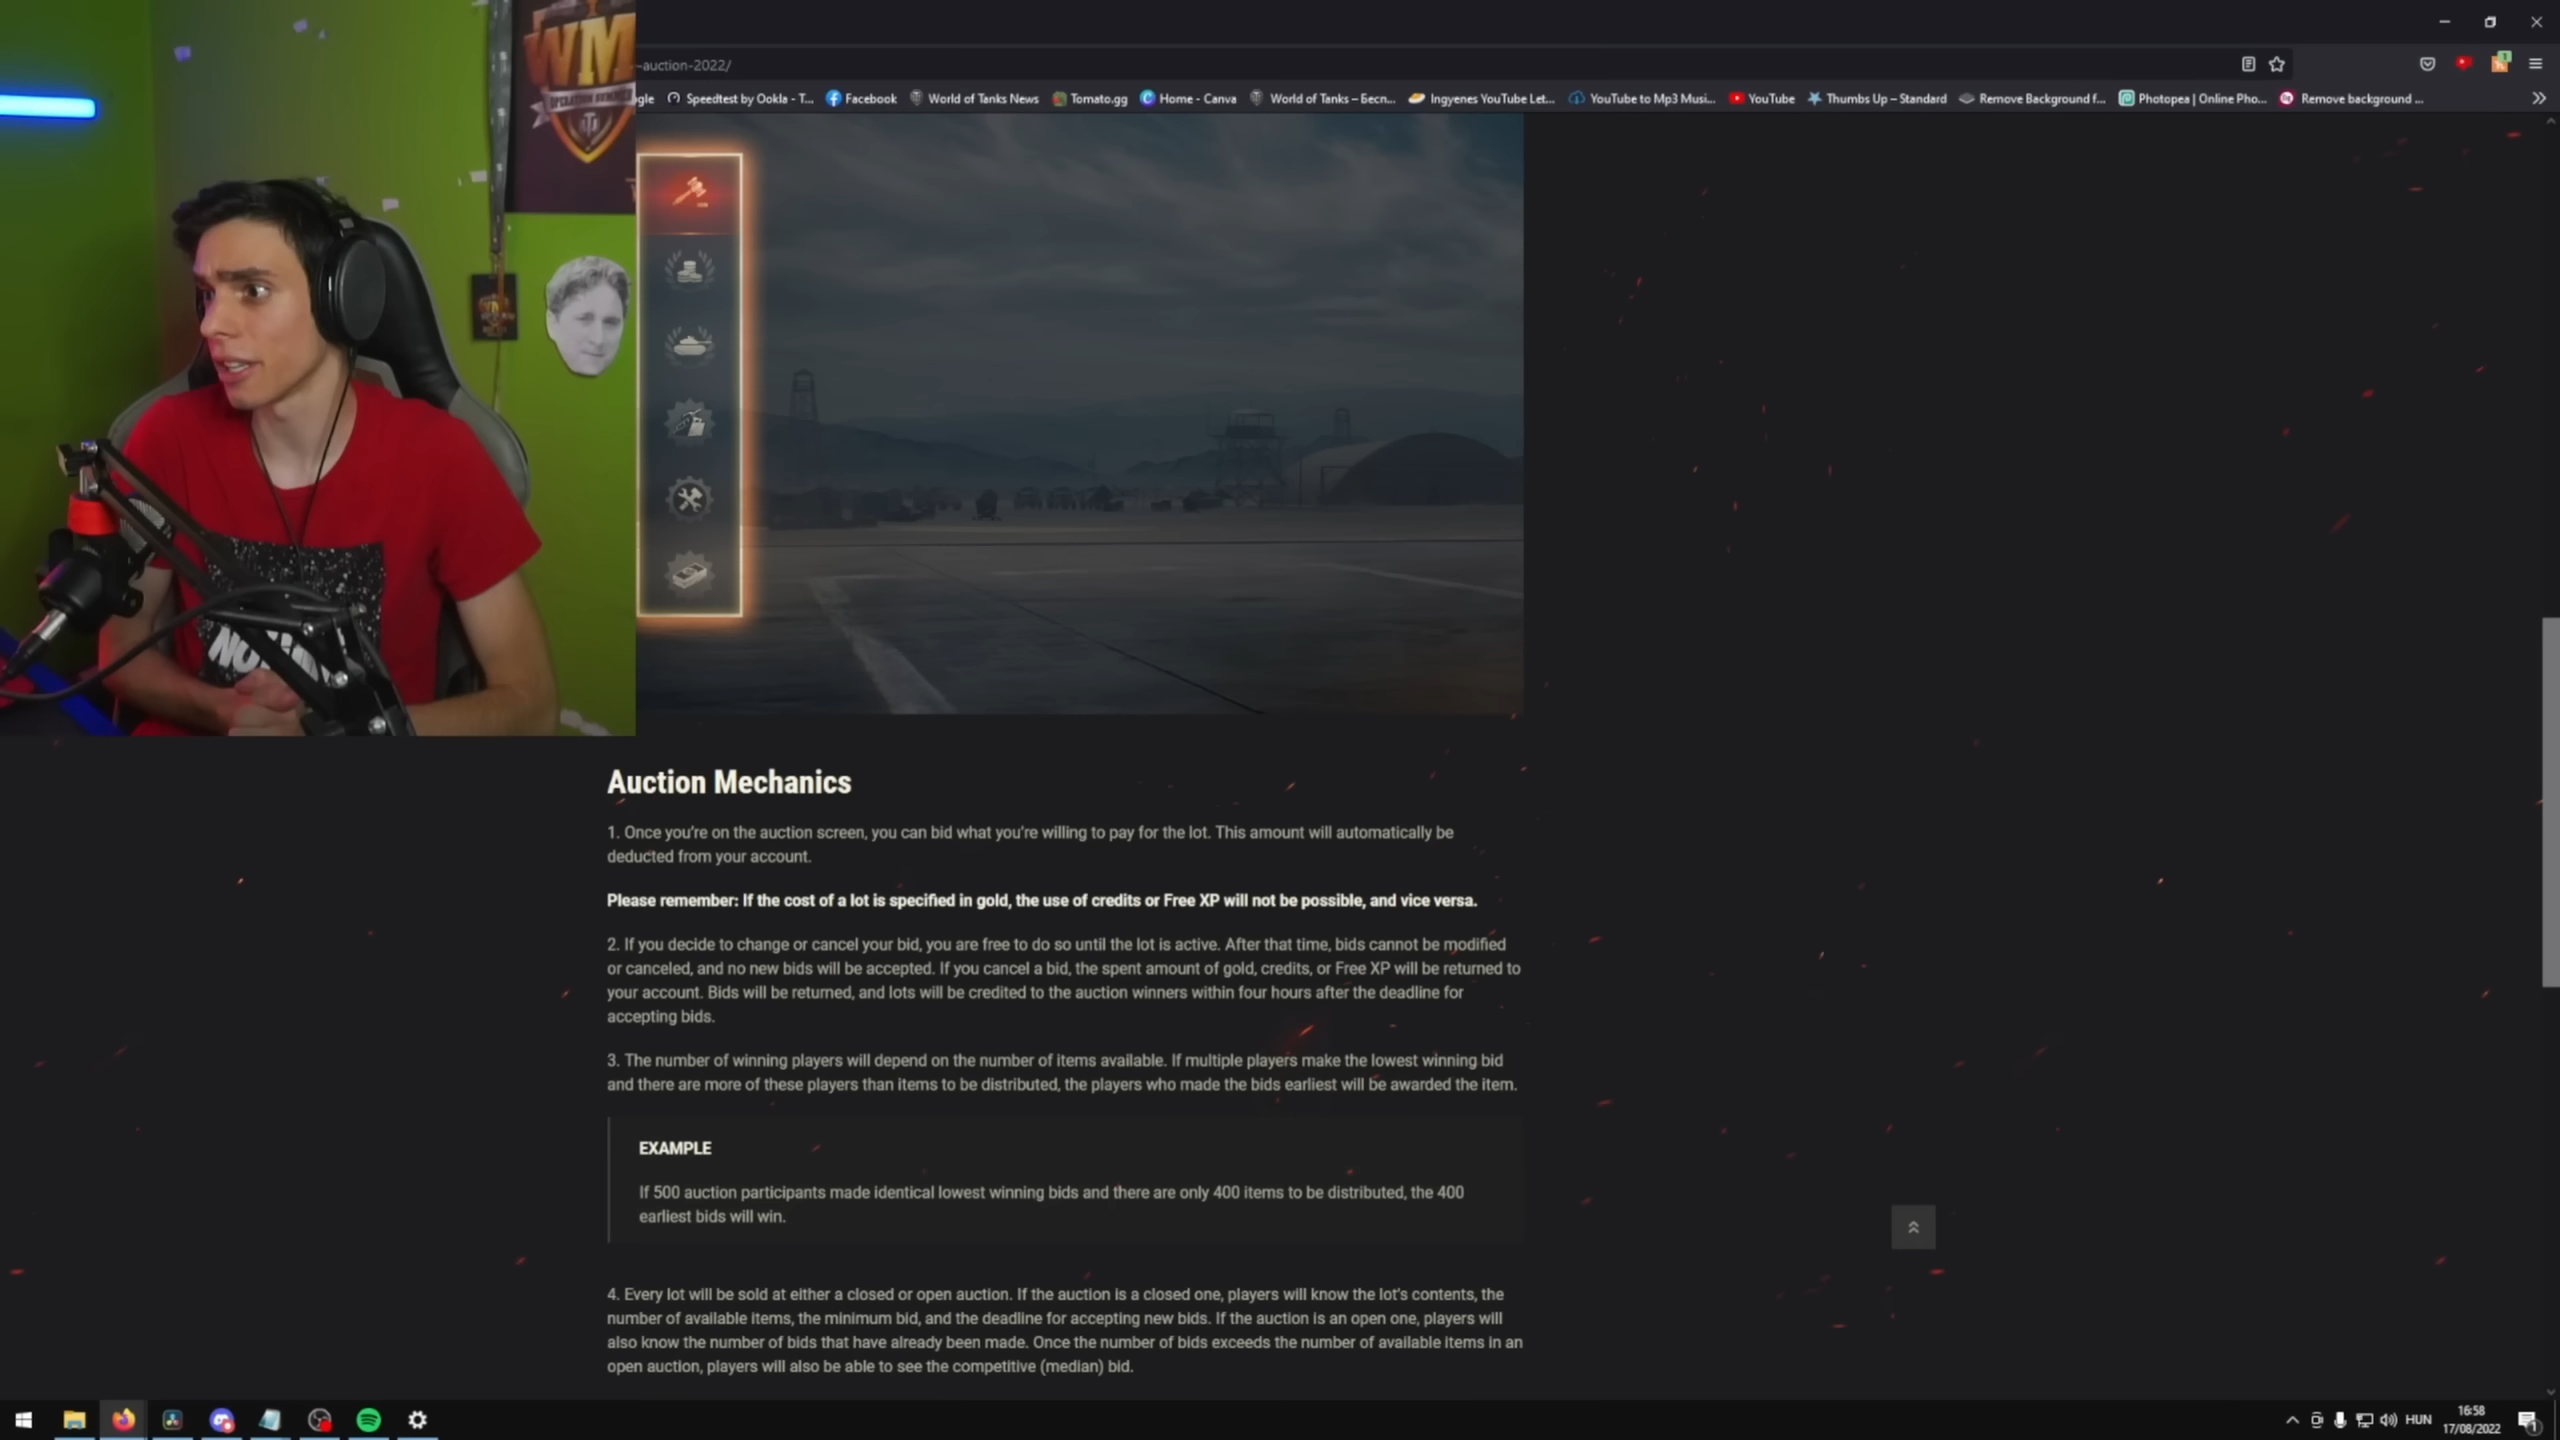 WM
OPERATION SUMMER
-auction-2022/
gle
Speedtest by Ookla - T...
Facebook
World of Tanks News
Tomato.gg
Home - Canva
World of Tanks – Бесп...
Ingyenes YouTube Let...
YouTube to Mp3 Musi...
YouTube
Thumbs Up – Standard
Remove Background f...
Photopea | Online Pho...
Remove background ...
Auction Mechanics
1. Once you're on the auction screen, you can bid what you're willing to pay for the lot. This amount will automatically be
deducted from your account.
Please remember: If the cost of a lot is specified in gold, the use of credits or Free XP will not be possible, and vice versa.
2. If you decide to change or cancel your bid, you are free to do so until the lot is active. After that time, bids cannot be modified
or canceled, and no new bids will be accepted. If you cancel a bid, the spent amount of gold, credits, or Free XP will be returned to
your account. Bids will be returned, and lots will be credited to the auction winners within four hours after the deadline for
accepting bids.
3. The number of winning players will depend on the number of items available. If multiple players make the lowest winning bid
and there are more of these players than items to be distributed, the players who made the bids earliest will be awarded the item.
EXAMPLE
If 500 auction participants made identical lowest winning bids and there are only 400 items to be distributed, the 400
earliest bids will win.
4. Every lot will be sold at either a closed or open auction. If the auction is a closed one, players will know the lot's contents, the
number of available items, the minimum bid, and the deadline for accepting new bids. If the auction is an open one, players will
also know the number of bids that have already been made. Once the number of bids exceeds the number of available items in an
open auction, players will also be able to see the competitive (median) bid.
HUN
16:58
17/08/2022
1